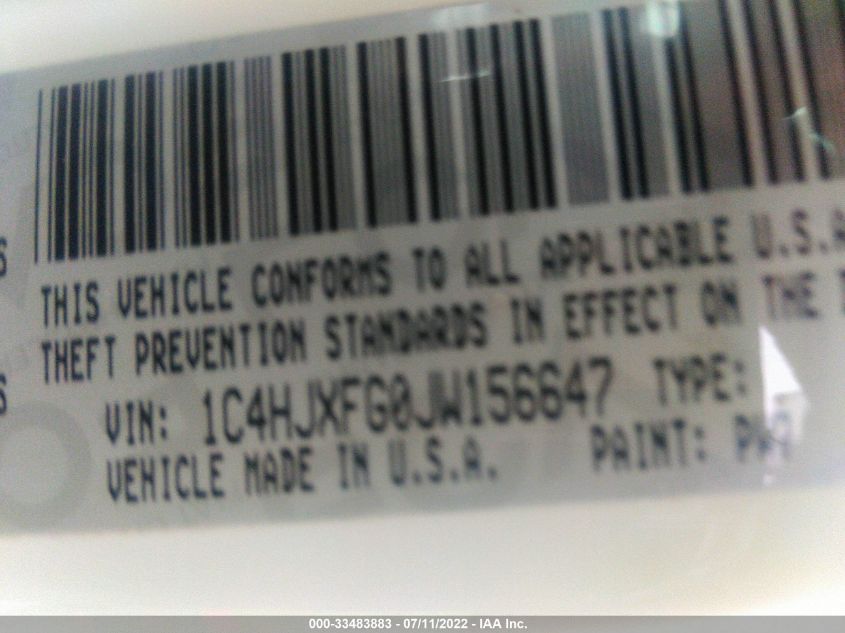 THIS VEHICLE CONFORMS TO ALL APPLICABLE U.S.A
THEFT PREVENTION STANDARDS IN EFFECT ON THE
VIN: 1C4HJXFG0JW156647 TYPE:
VEHICLE MADE IN U.S.A. PAINT: PW7
000-33483883 - 07/11/2022 - IAA Inc.